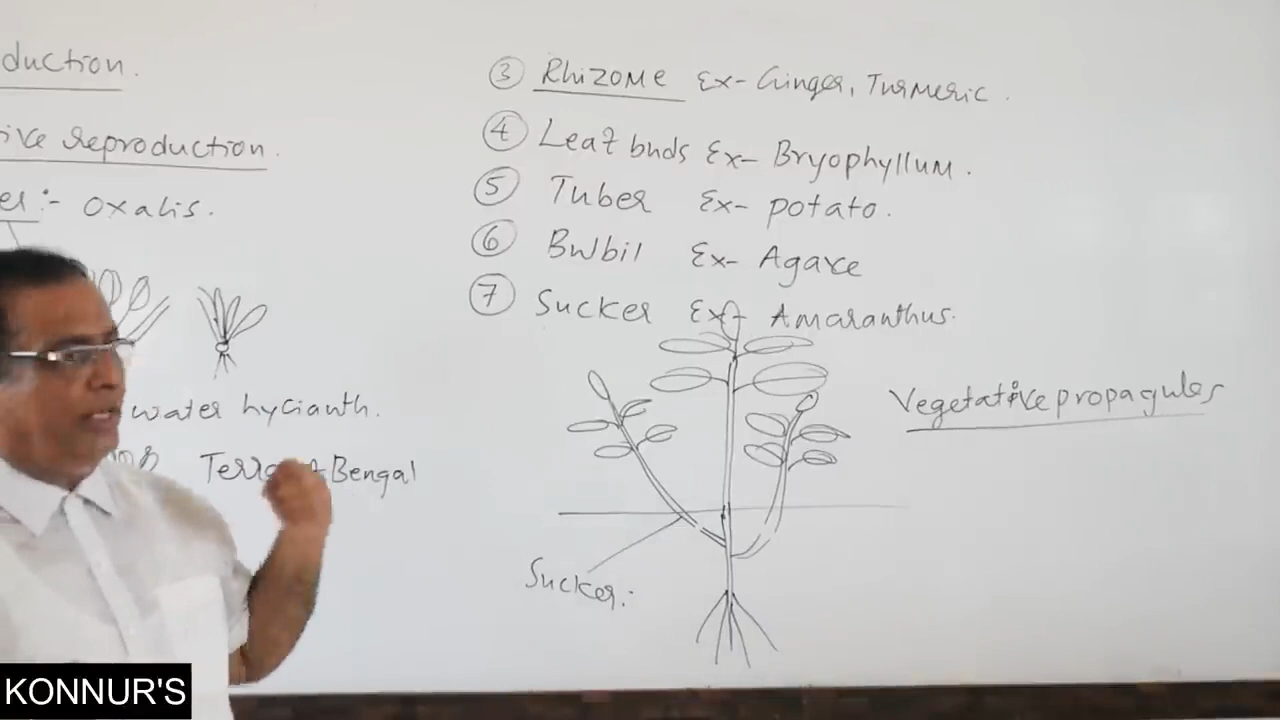 duction.
ive reproduction.
er:- oxalis.
water hycianth.
Bengal
③ Rhizome Ex- Ginger, Turmeric.
④ Leaf buds Ex- Bryophyllum.
⑤ Tuber Ex- potato.
⑥ Bulbil Ex- Agave
⑦ Sucker Ex- Amaranthus.
Vegetative propagules
Sucker:
KONNUR'S